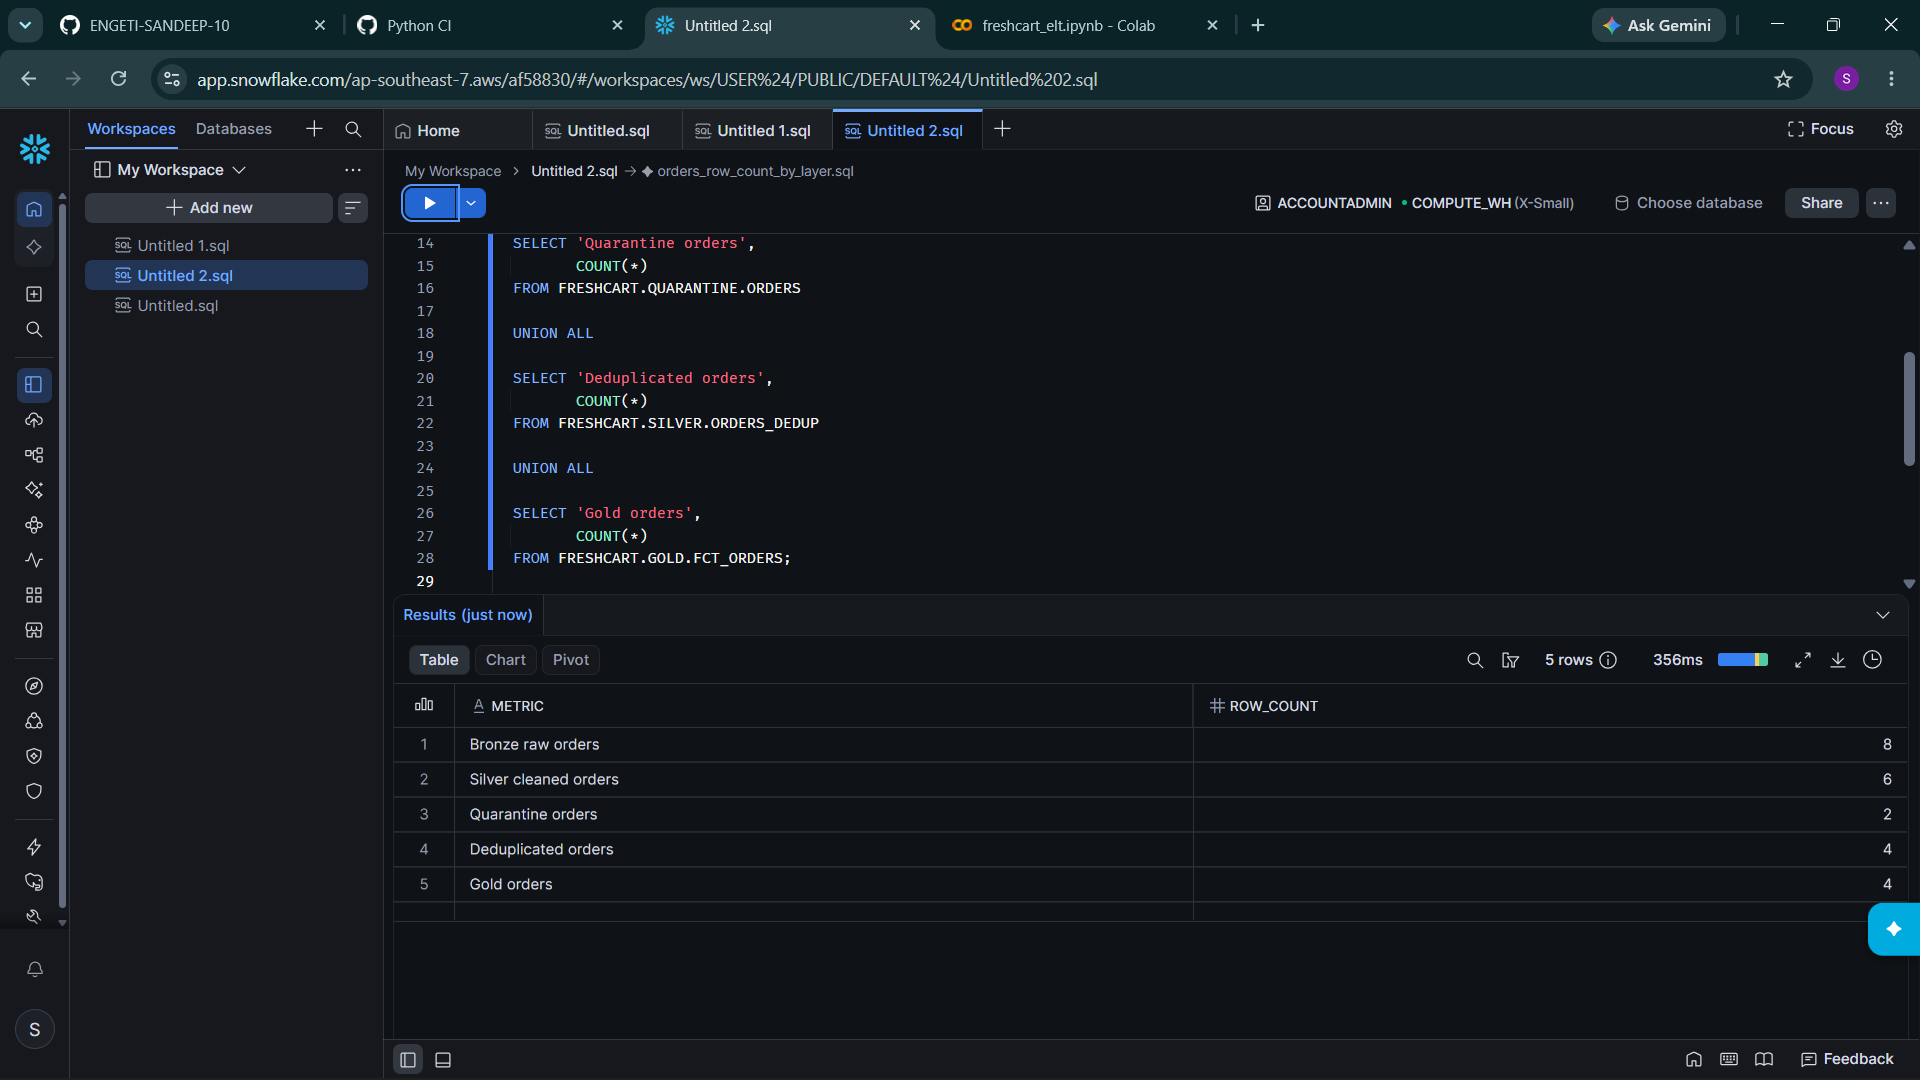 ENGETI-SANDEEP-10
Python CI
Untitled 2.sql
freshcart_elt.ipynb - Colab
Ask Gemini
app.snowflake.com/ap-southeast-7.aws/af58830/#/workspaces/ws/USER%24/PUBLIC/DEFAULT%24/Untitled%202.sql
S
Workspaces
Databases
Home
SQL Untitled.sql
SQL Untitled 1.sql
SQL Untitled 2.sql
Focus
My Workspace
My Workspace > Untitled 2.sql → orders_row_count_by_layer.sql
Add new
ACCOUNTADMIN • COMPUTE_WH (X-Small)
Choose database
Share
SQL Untitled 1.sql
SQL Untitled 2.sql
SQL Untitled.sql
14 SELECT 'Quarantine orders',
15 COUNT(*)
16 FROM FRESHCART.QUARANTINE.ORDERS
17
18 UNION ALL
19
20 SELECT 'Deduplicated orders',
21 COUNT(*)
22 FROM FRESHCART.SILVER.ORDERS_DEDUP
23
24 UNION ALL
25
26 SELECT 'Gold orders',
27 COUNT(*)
28 FROM FRESHCART.GOLD.FCT_ORDERS;
29
Results (just now)
Table
Chart
Pivot
5 rows
356ms
A METRIC
# ROW_COUNT
1 Bronze raw orders 8
2 Silver cleaned orders 6
3 Quarantine orders 2
4 Deduplicated orders 4
5 Gold orders 4
S
Feedback